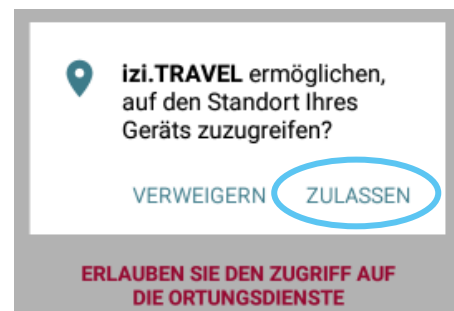 izi.TRAVEL ermöglichen,
auf den Standort Ihres
Geräts zuzugreifen?
VERWEIGERN ZULASSEN
ERLAUBEN SIE DEN ZUGRIFF AUF
DIE ORTUNGSDIENSTE